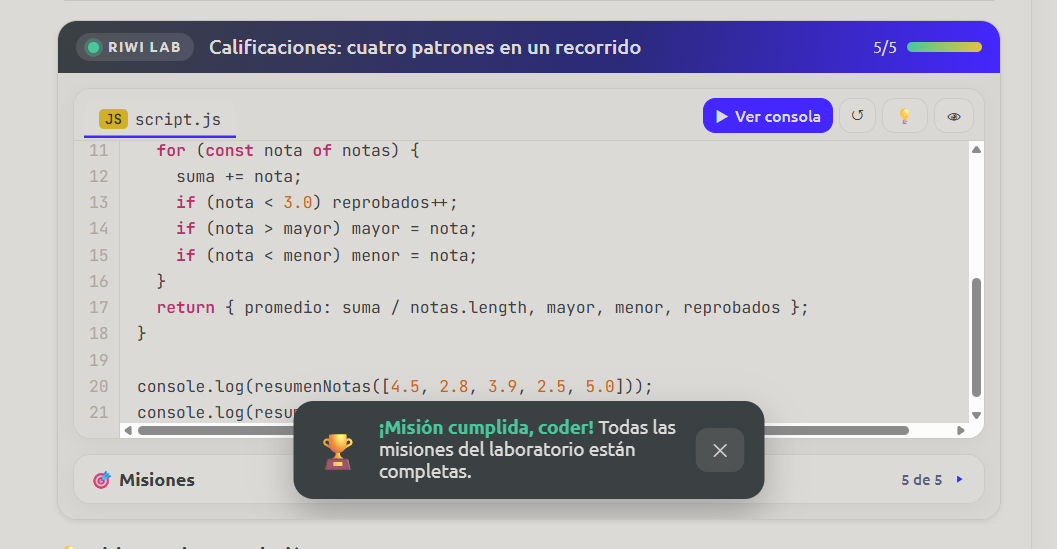 RIWI LAB Calificaciones: cuatro patrones en un recorrido 5/5
JS script.js Ver consola
11 for (const nota of notas) {
12 suma += nota;
13 if (nota < 3.0) reprobados++;
14 if (nota > mayor) mayor = nota;
15 if (nota < menor) menor = nota;
16 }
17 return { promedio: suma / notas.length, mayor, menor, reprobados };
18 }
19
20 console.log(resumenNotas([4.5, 2.8, 3.9, 2.5, 5.0]));
21 console.log(resu
¡Misión cumplida, coder! Todas las
misiones del laboratorio están
completas.
Misiones 5 de 5